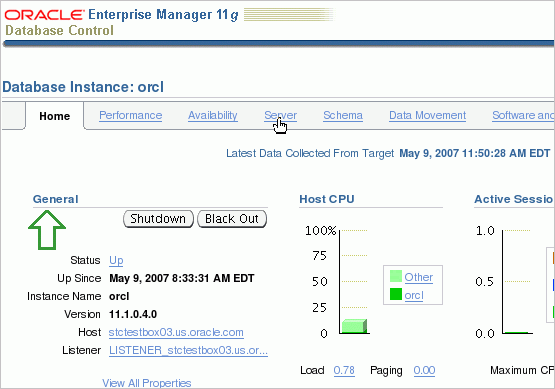 ORACLE Enterprise Manager 11g
Database Control
Database Instance: orcl
Home Performance Availability Server Schema Data Movement Software and
Latest Data Collected From Target May 9, 2007 11:50:28 AM EDT
General
Shutdown Black Out
Status Up
Up Since May 9, 2007 8:33:31 AM EDT
Instance Name orcl
Version 11.1.0.4.0
Host stctestbox03.us.oracle.com
Listener LISTENER_stctestbox03.us.or...
View All Properties
Host CPU
100%
75
50
25
0
Other
orcl
Load 0.78 Paging 0.00
Active Sessio
1.0
0.5
0.0
Maximum CP